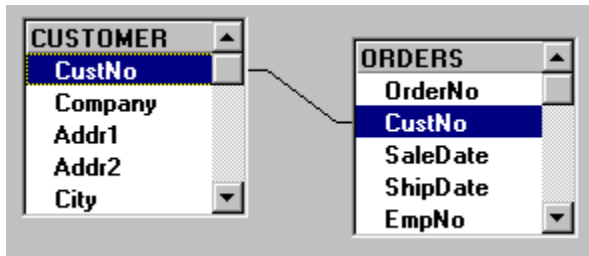 CUSTOMER
CustNo
Company
Addr1
Addr2
City
ORDERS
OrderNo
CustNo
SaleDate
ShipDate
EmpNo